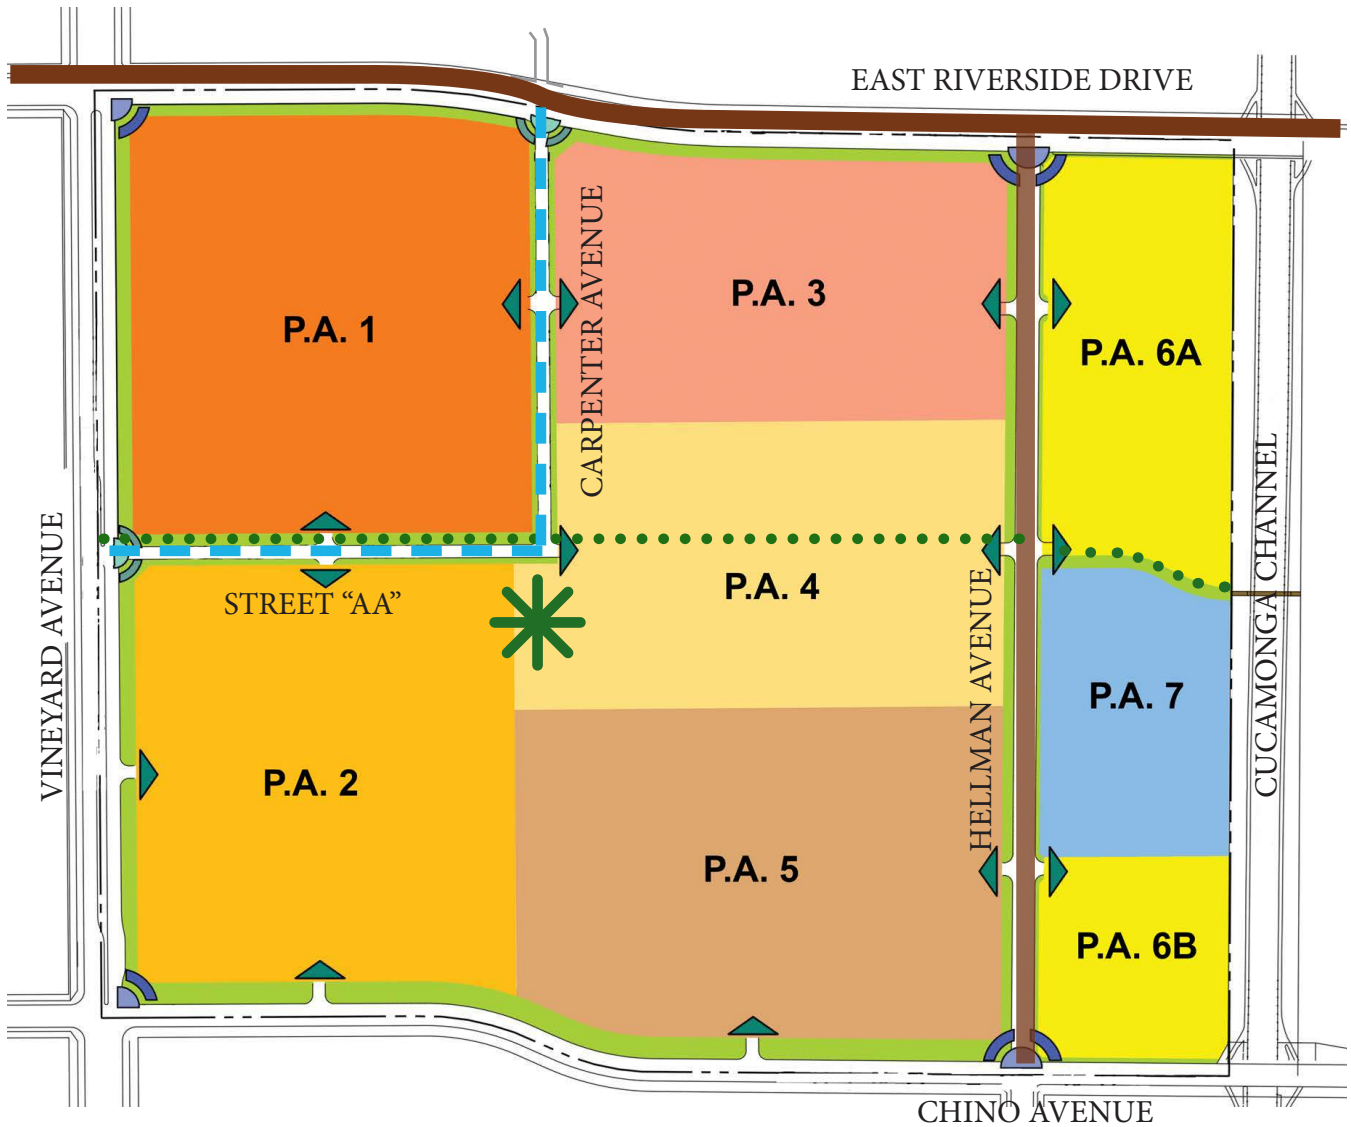 EAST RIVERSIDE DRIVE
P.A. 1
CARPENTER AVENUE
P.A. 3
P.A. 6A
VINEYARD AVENUE
STREET “AA”
P.A. 4
HELLMAN AVENUE
CUCAMONGA CHANNEL
P.A. 7
P.A. 2
P.A. 5
P.A. 6B
CHINO AVENUE